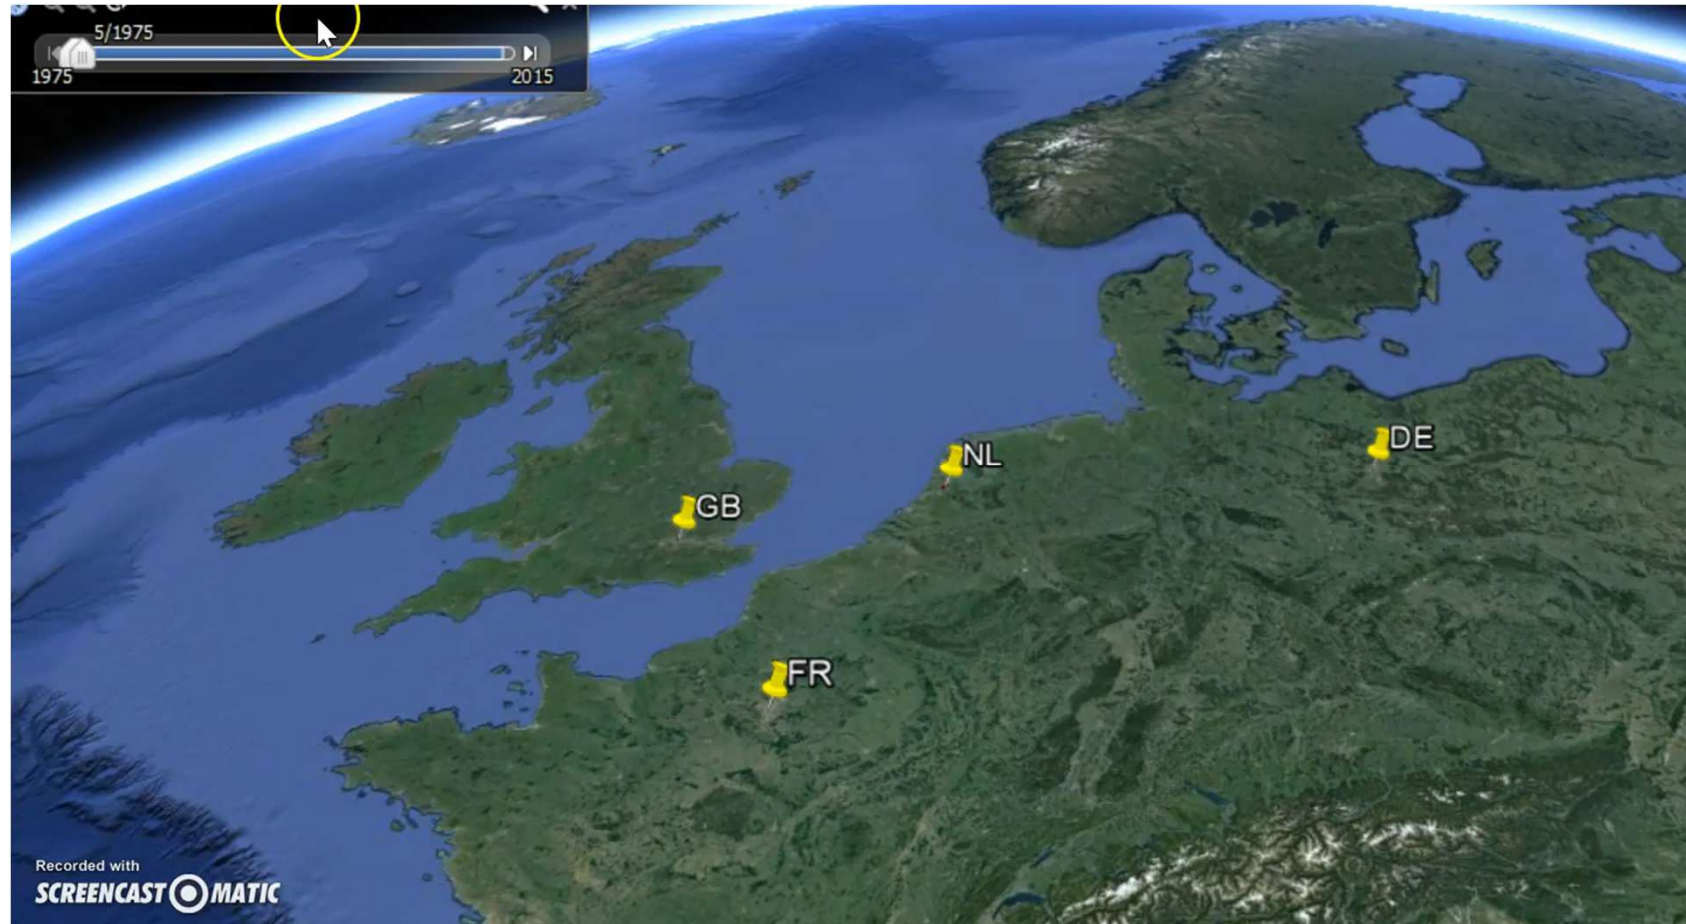 5/1975
1975
2015
DE
NL
GB
FR
Recorded with
SCREENCAST MATIC